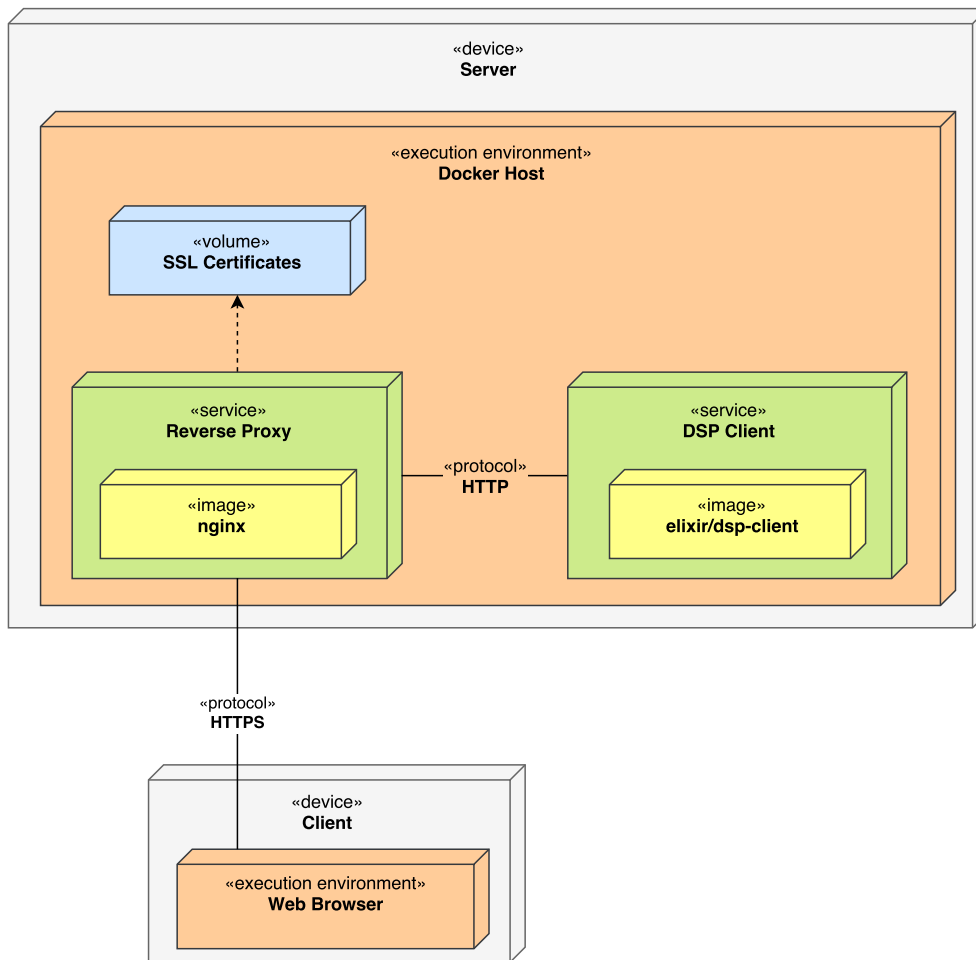 «device»
Server
«execution environment»
Docker Host
«volume»
SSL Certificates
«service»
Reverse Proxy
«image»
nginx
«protocol»
HTTP
«service»
DSP Client
«image»
elixir/dsp-client
«protocol»
HTTPS
«device»
Client
«execution environment»
Web Browser